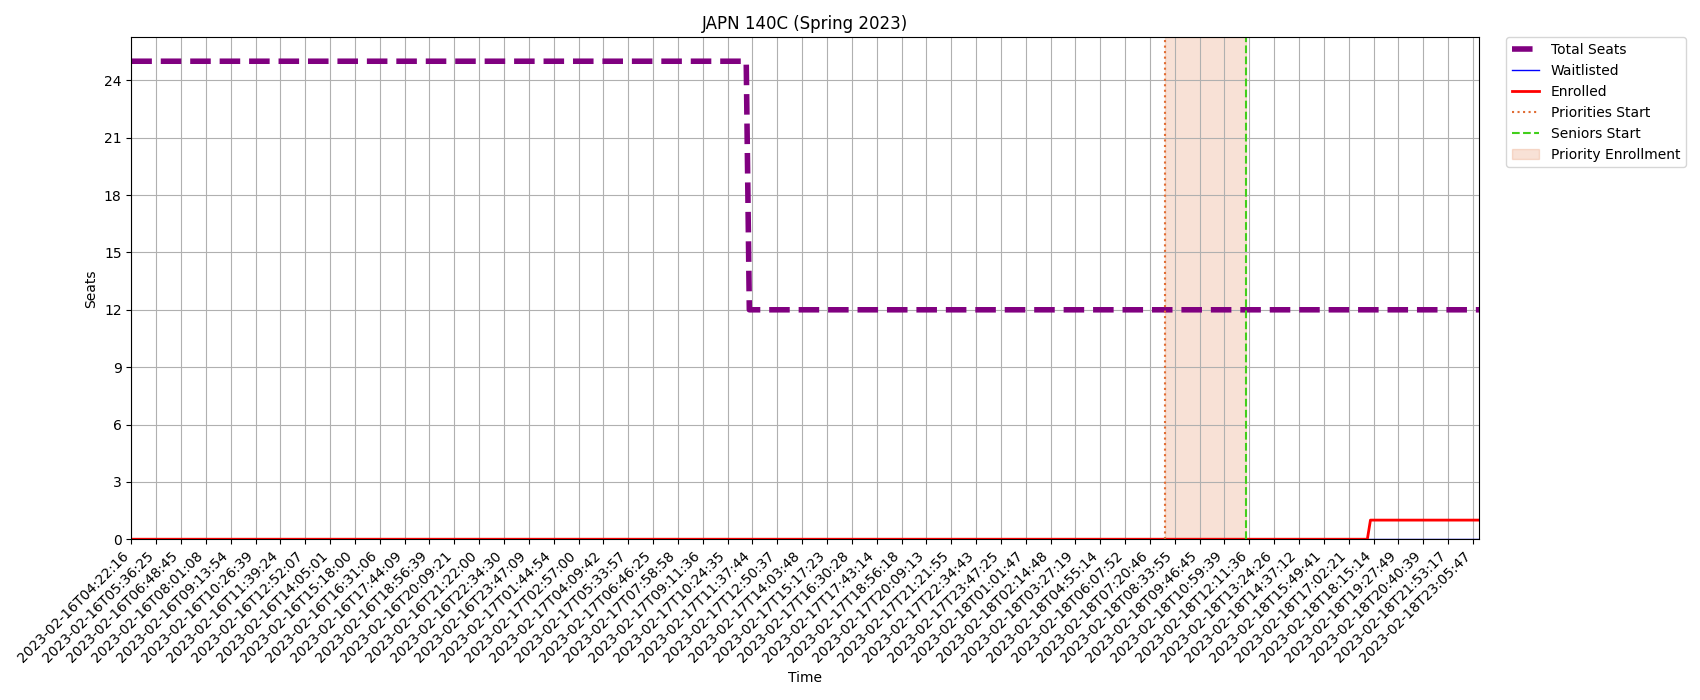 JAPN 140C (Spring 2023)
Total Seats
Waitlisted
Enrolled
Priorities Start
Seniors Start
Priority Enrollment
Seats
24
21
18
15
12
9
6
3
0
2023-02-16T04:22:16
2023-02-16T05:36:25
2023-02-16T06:48:45
2023-02-16T08:01:08
2023-02-16T09:13:54
2023-02-16T10:26:39
2023-02-16T11:39:24
2023-02-16T12:52:07
2023-02-16T14:05:01
2023-02-16T15:18:00
2023-02-16T16:31:06
2023-02-16T17:44:09
2023-02-16T18:56:39
2023-02-16T20:09:21
2023-02-16T21:22:00
2023-02-16T22:34:30
2023-02-16T23:47:09
2023-02-17T01:44:54
2023-02-17T02:57:00
2023-02-17T04:09:42
2023-02-17T05:33:57
2023-02-17T06:46:25
2023-02-17T07:58:58
2023-02-17T09:11:36
2023-02-17T10:24:35
2023-02-17T11:37:44
2023-02-17T12:50:37
2023-02-17T14:03:48
2023-02-17T15:17:23
2023-02-17T16:30:28
2023-02-17T17:43:14
2023-02-17T18:56:18
2023-02-17T20:09:13
2023-02-17T21:21:55
2023-02-17T22:34:43
2023-02-17T23:47:25
2023-02-18T01:01:47
2023-02-18T02:14:48
2023-02-18T03:27:19
2023-02-18T04:55:14
2023-02-18T06:07:52
2023-02-18T07:20:46
2023-02-18T08:33:55
2023-02-18T09:46:45
2023-02-18T10:59:39
2023-02-18T12:11:36
2023-02-18T13:24:26
2023-02-18T14:37:12
2023-02-18T15:49:41
2023-02-18T17:02:21
2023-02-18T18:15:14
2023-02-18T19:27:49
2023-02-18T20:40:39
2023-02-18T21:53:17
2023-02-18T23:05:47
Time